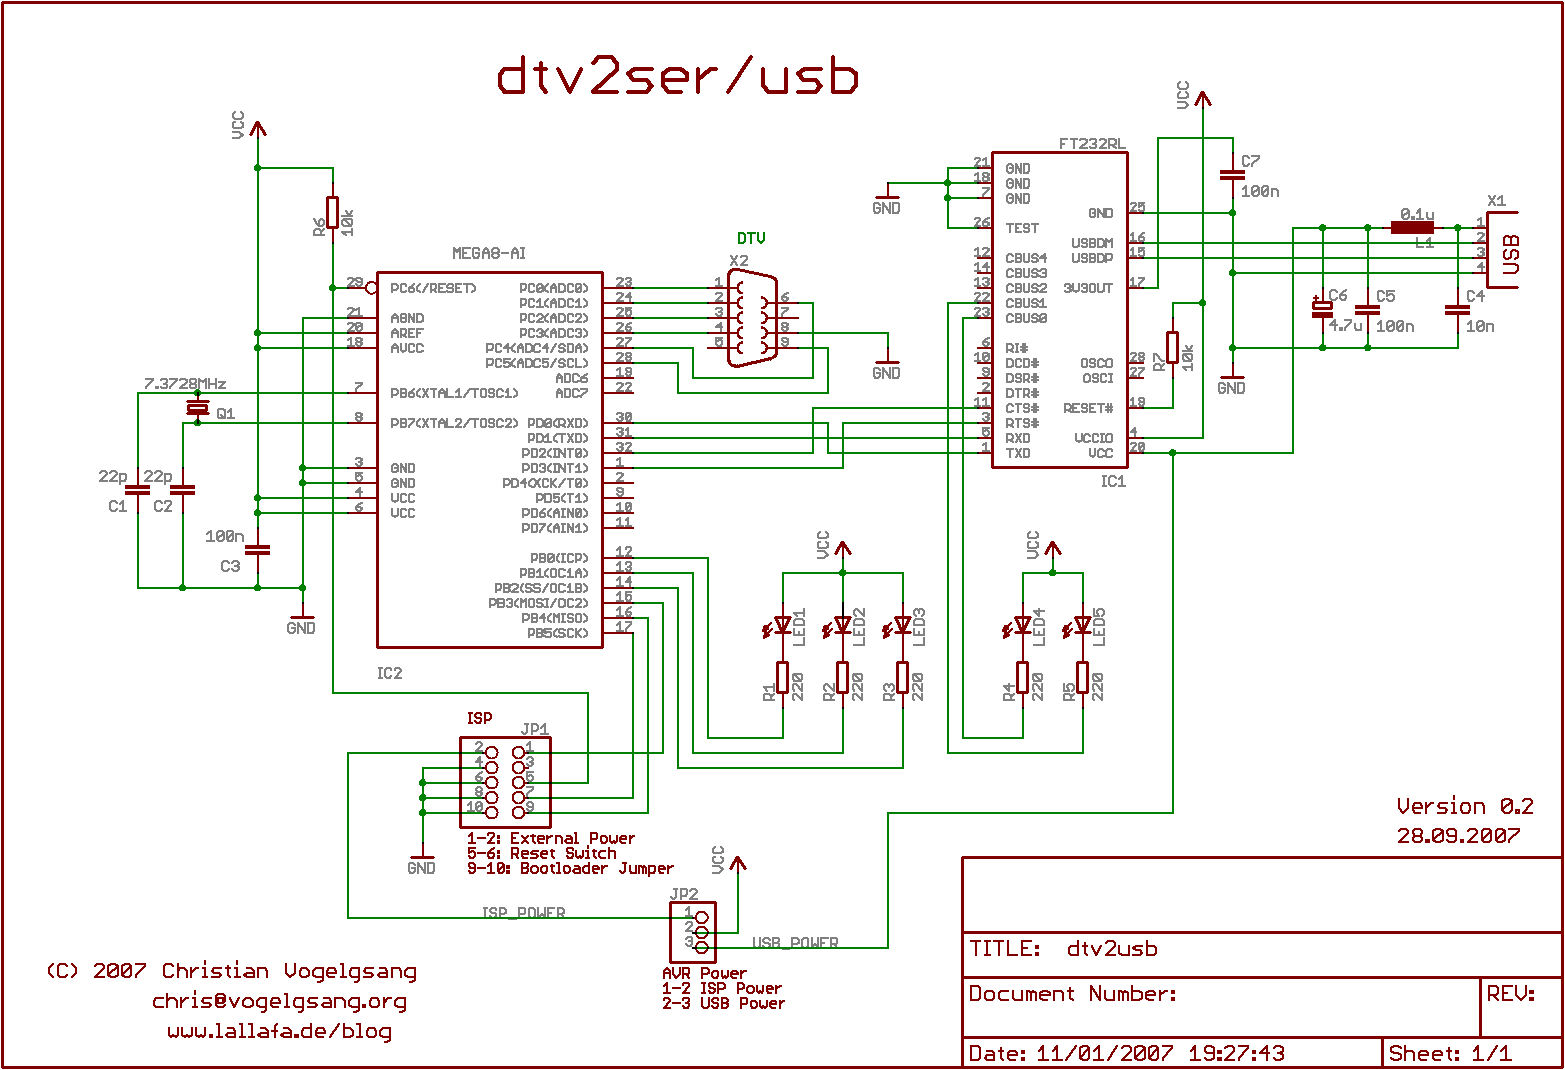 dtv2ser/usb
VCC
R6
10k
MEGA8-AI
29 PC6(/RESET)
21 AGND
20 AREF
18 AVCC
7 PB6(XTAL1/TOSC1)
8 PB7(XTAL2/TOSC2)
3 GND
5 GND
4 VCC
6 VCC
PC0(ADC0) 23
PC1(ADC1) 24
PC2(ADC2) 25
PC3(ADC3) 26
PC4(ADC4/SDA) 27
PC5(ADC5/SCL) 28
ADC6 19
ADC7 22
PD0(RXD) 30
PD1(TXD) 31
PD2(INT0) 32
PD3(INT1) 1
PD4(XCK/T0) 2
PD5(T1) 9
PD6(AIN0) 10
PD7(AIN1) 11
PB0(ICP) 12
PB1(OC1A) 13
PB2(SS/OC1B) 14
PB3(MOSI/OC2) 15
PB4(MISO) 16
PB5(SCK) 17
IC2
7.3728MHz
Q1
22p
C1
22p
C2
100n
C3
GND
DTV
X2
1
2
3
4
5
6
7
8
9
GND
GND
FT232RL
21 GND
18 GND
7 GND
26 TEST
12 CBUS4
14 CBUS3
13 CBUS2
22 CBUS1
23 CBUS0
6 RI#
10 DCD#
9 DSR#
2 DTR#
11 CTS#
3 RTS#
5 RXD
1 TXD
GND 25
USBDM 16
USBDP 15
3V3OUT 17
OSCO 28
OSCI 27
RESET# 19
VCCIO 4
VCC 20
IC1
VCC
R7
10k
C7
100n
GND
C6
4.7u
C5
100n
C4
10n
0.1u
L1
X1
1
2
3
4
USB
VCC
LED1
LED2
LED3
R1
220
R2
220
R3
220
VCC
LED4
LED5
R4
220
R5
220
ISP
JP1
2 1
4 3
6 5
8 7
10 9
1-2: External Power
5-6: Reset Switch
9-10: Bootloader Jumper
GND
ISP_POWER
VCC
JP2
1
2
3
USB_POWER
AVR Power
1-2 ISP Power
2-3 USB Power
(C) 2007 Christian Vogelgsang
chris@vogelgsang.org
www.lallafa.de/blog
Version 0.2
28.09.2007
TITLE: dtv2usb
Document Number:
REV:
Date: 11/01/2007 19:27:43
Sheet: 1/1